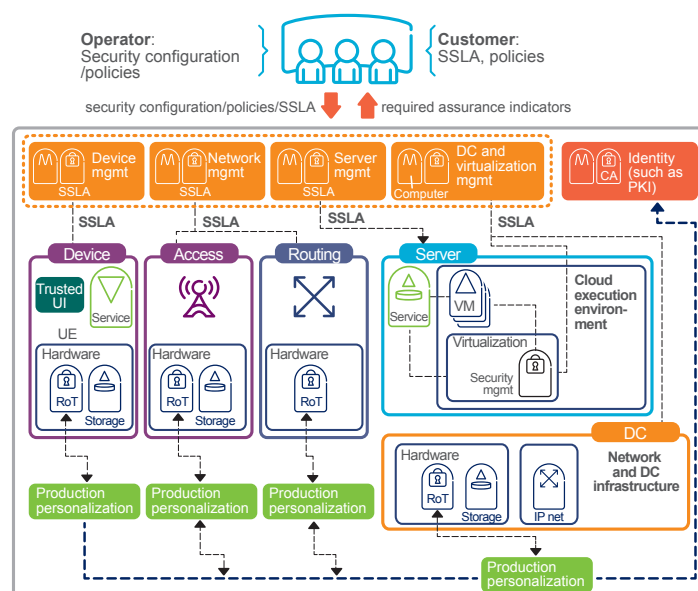 Operator:
Security configuration
/policies
Customer:
SSLA, policies
security configuration/policies/SSLA
required assurance indicators
M
Device
mgmt
SSLA
M
Network
mgmt
SSLA
M
Server
mgmt
SSLA
M
DC and
virtualization
mgmt
Computer
M
CA
Identity
(such as
PKI)
SSLA
SSLA
SSLA
SSLA
Device
Trusted
UI
Service
UE
Hardware
RoT
Storage
Access
Hardware
RoT
Storage
Routing
Hardware
RoT
Server
Service
VM
Cloud
execution
environ-
ment
Virtualization
Security
mgmt
DC
Hardware
RoT
Storage
IP net
Network
and DC
infrastructure
Production
personalization
Production
personalization
Production
personalization
Production
personalization